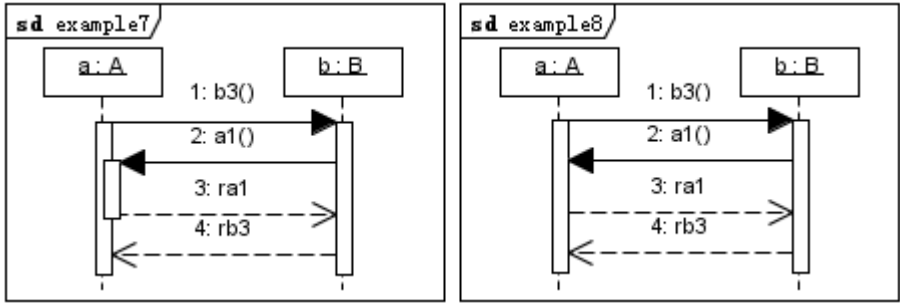 sd example7
a : A
b : B
1: b3()
2: a1()
3: ra1
4: rb3
sd example8
a : A
b : B
1: b3()
2: a1()
3: ra1
4: rb3